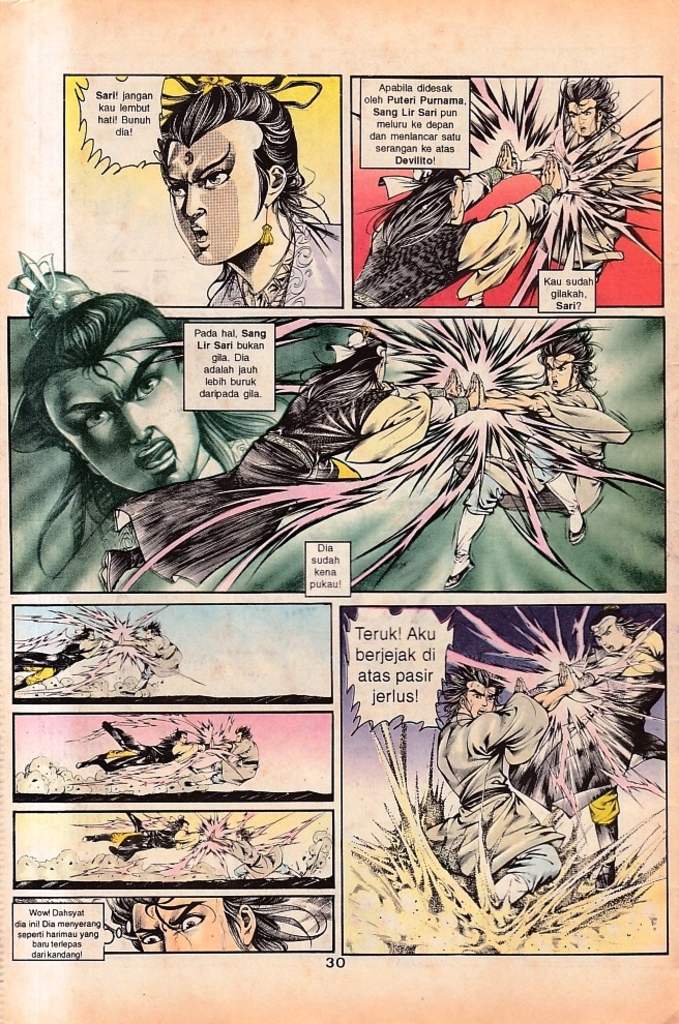 Sari! jangan
kau lembut
hati! Bunuh
dia!
Apabila didesak
oleh Puteri Purnama,
Sang Lir Sari pun
meluru ke depan
dan menlancar satu
serangan ke atas
Devilito!
Kau sudah
gilakah,
Sari?
Pada hal, Sang
Lir Sari bukan
gila. Dia
adalah jauh
lebih buruk
daripada gila.
Dia
sudah
kena
pukau!
Teruk! Aku
berjejak di
atas pasir
jerlus!
Wow! Dahsyat
dia ini! Dia menyerang
seperti harimau yang
baru terlepas
dari kandang!
30